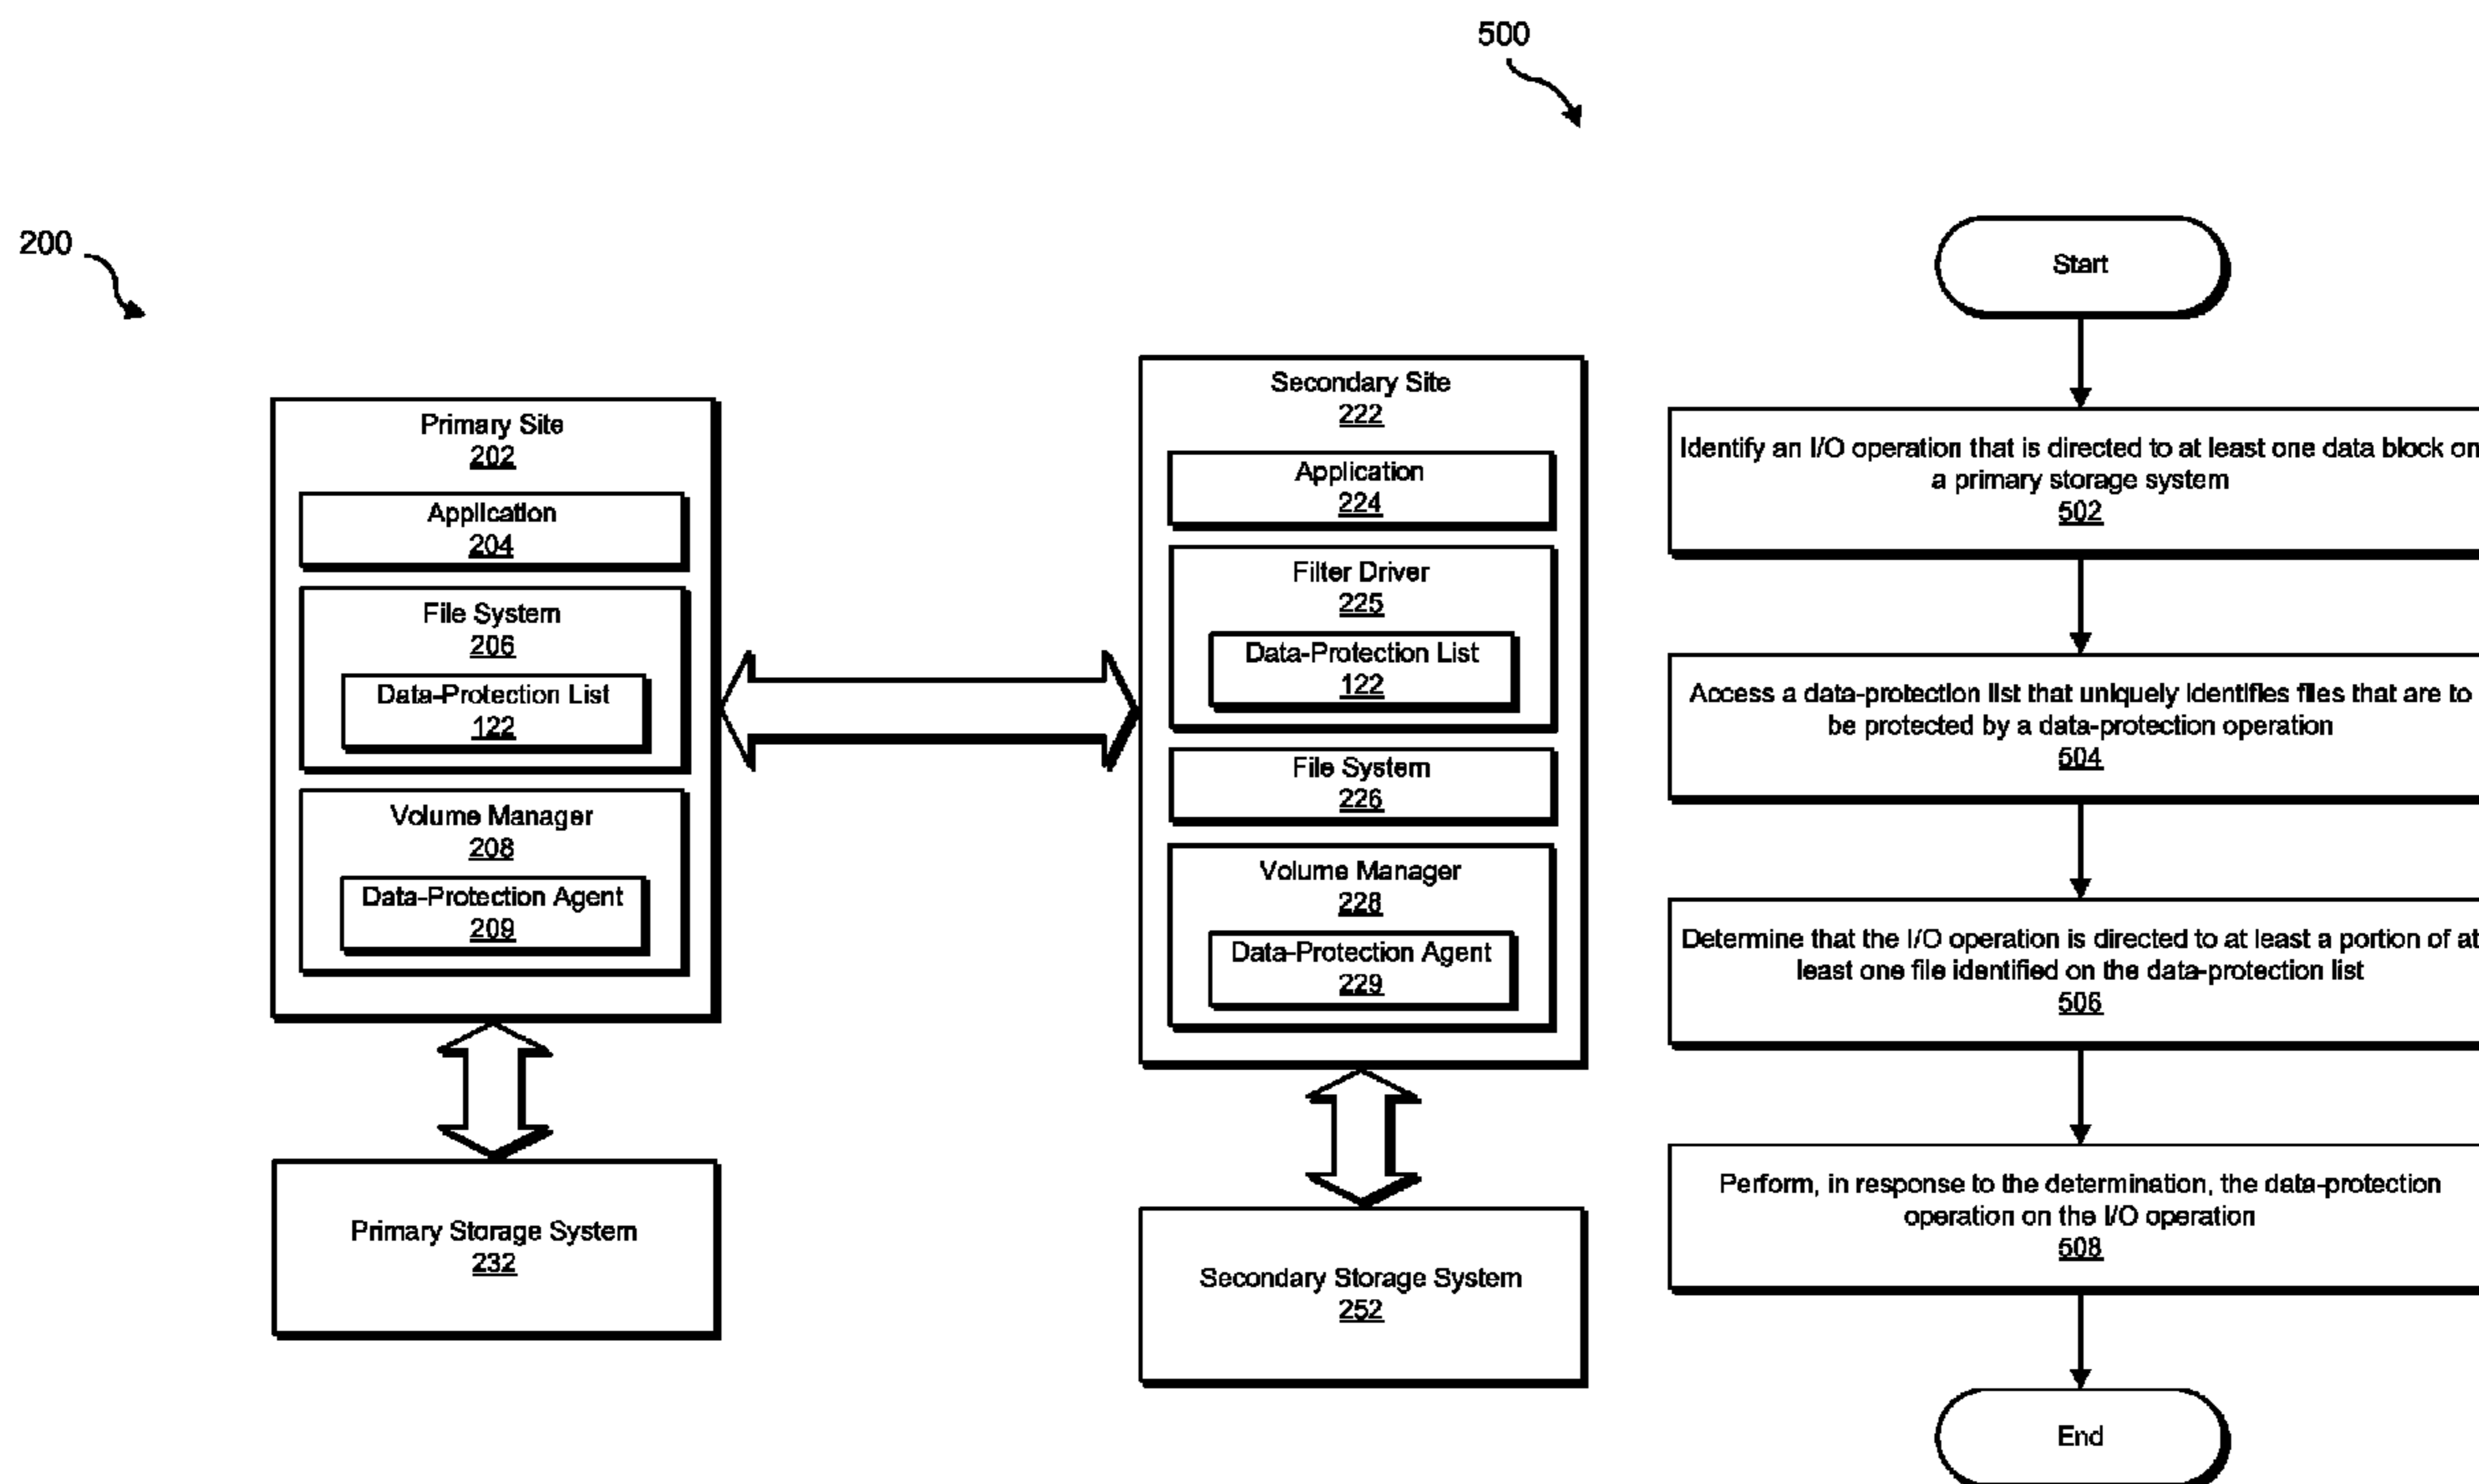 500
200
Primary Site
202
Application
204
File System
206
Data-Protection List
122
Volume Manager
208
Data-Protection Agent
209
Primary Storage System
232
Secondary Site
222
Application
224
Filter Driver
225
Data-Protection List
122
File System
226
Volume Manager
228
Data-Protection Agent
229
Secondary Storage System
252
Start
Identify an I/O operation that is directed to at least one data block on
a primary storage system
502
Access a data-protection list that uniquely identifies files that are to
be protected by a data-protection operation
504
Determine that the I/O operation is directed to at least a portion of at
least one file identified on the data-protection list
506
Perform, in response to the determination, the data-protection
operation on the I/O operation
508
End